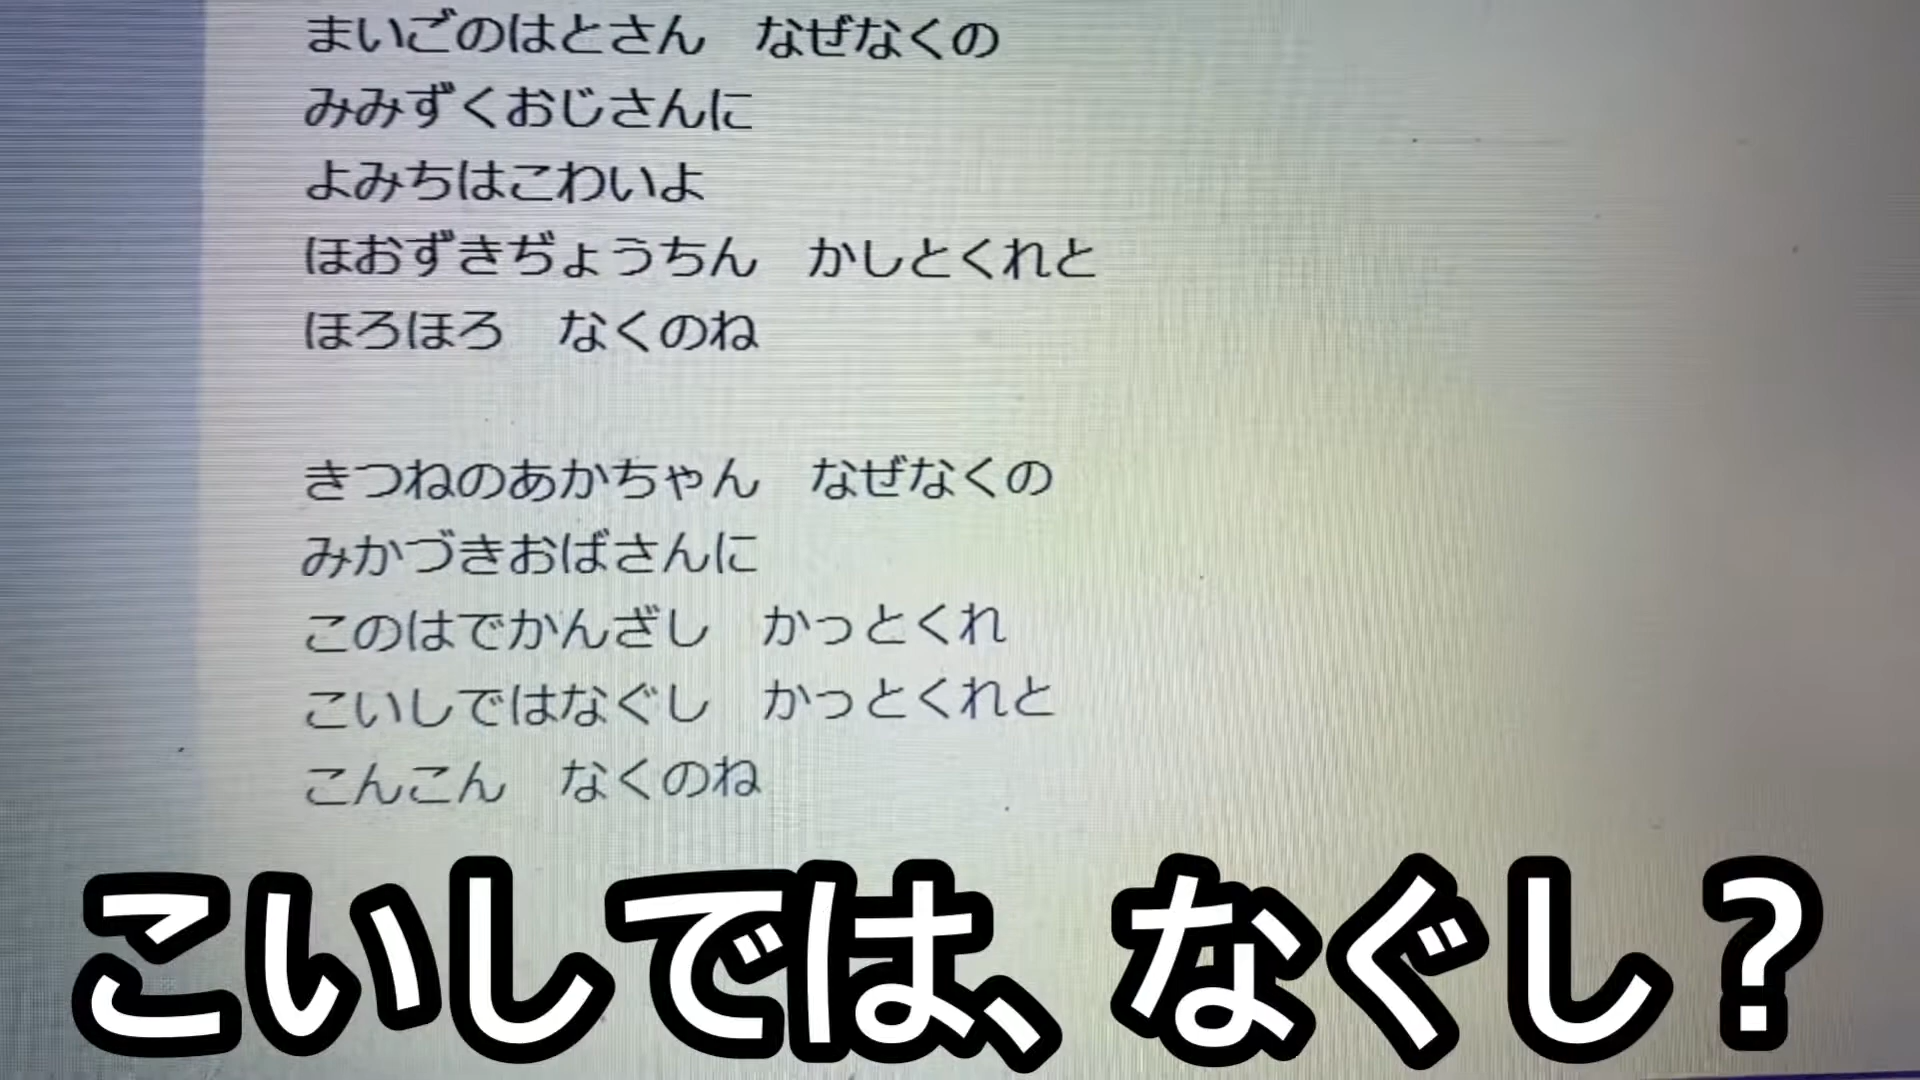 まいごのはとさん　なぜなくの
みみずくおじさんに
よみちはこわいよ
ほおずきぢょうちん　かしとくれと
ほろほろ　なくのね
きつねのあかちゃん　なぜなくの
みかづきおばさんに
このはでかんざし　かっとくれ
こいしではなぐし　かっとくれと
こんこん　なくのね
こいしでは、なぐし？